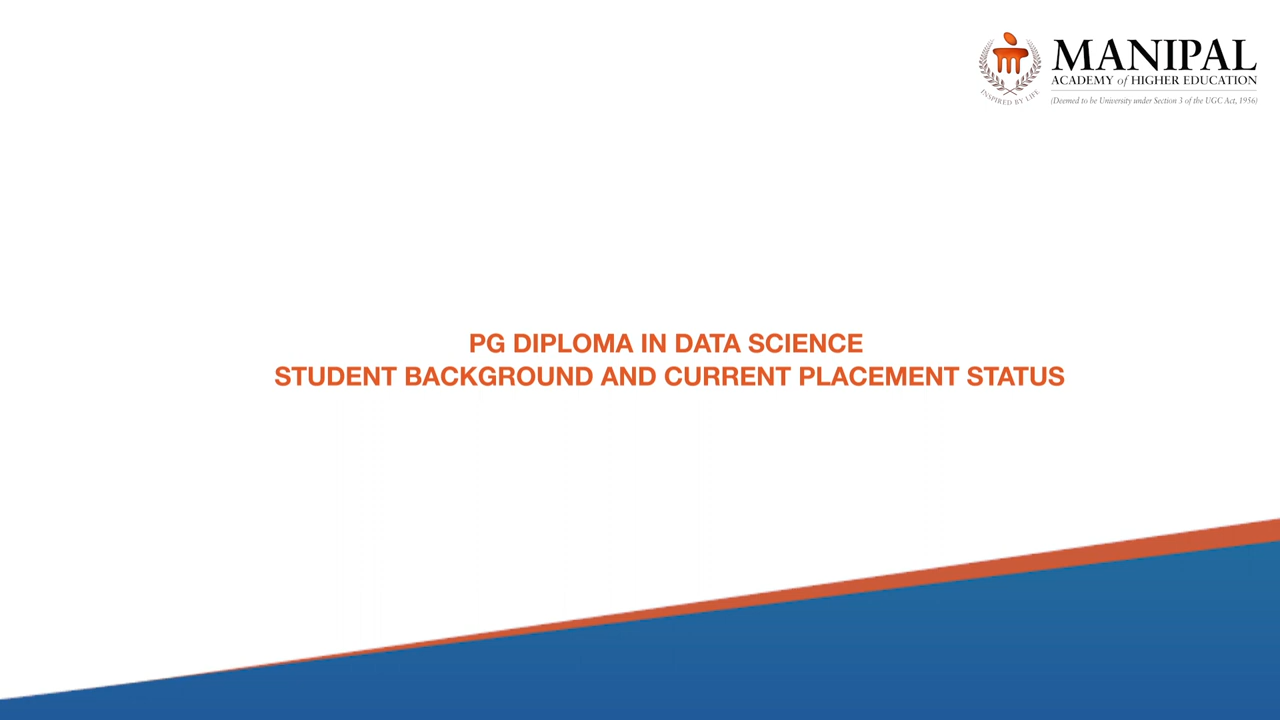 MANIPAL
ACADEMY of HIGHER EDUCATION
(Deemed to be University under Section 3 of the UGC Act, 1956)
INSPIRED BY LIFE
PG DIPLOMA IN DATA SCIENCE
STUDENT BACKGROUND AND CURRENT PLACEMENT STATUS